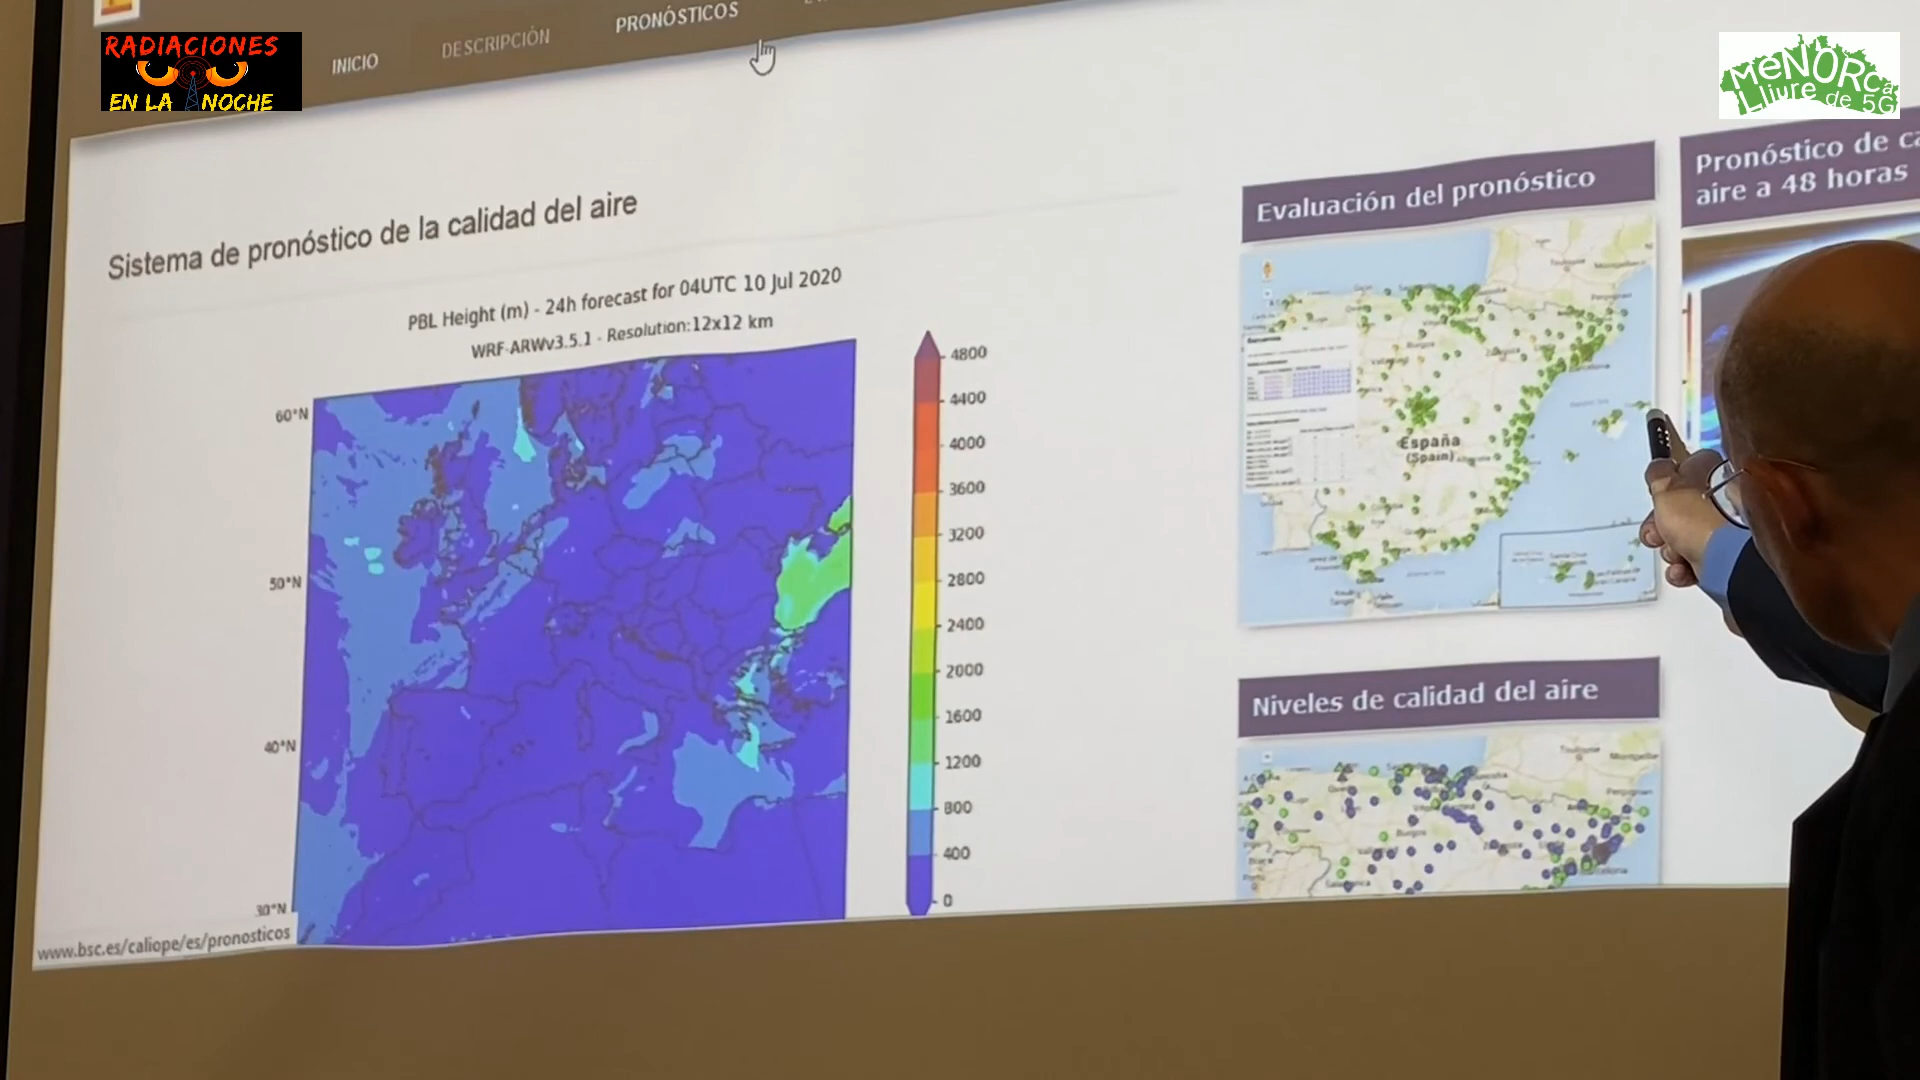 RADIACIONES
EN LA NOCHE
INICIO
DESCRIPCIÓN
PRONÓSTICOS
MENORCa
Lliure de 5G
Sistema de pronóstico de la calidad del aire
PBL Height (m) - 24h forecast for 04UTC 10 Jul 2020
WRF-ARWv3.5.1 - Resolution:12x12 km
60°N
50°N
40°N
30°N
4800
4400
4000
3600
3200
2800
2400
2000
1600
1200
800
400
0
www.bsc.es/caliope/es/pronosticos
Evaluación del pronóstico
España
(Spain)
Pronóstico de
aire a 48 horas
Niveles de calidad del aire